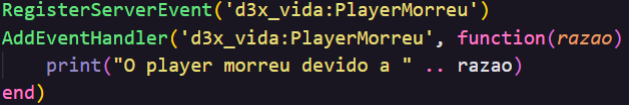 RegisterServerEvent('d3x_vida:PlayerMorreu')
AddEventHandler('d3x_vida:PlayerMorreu', function(razao)
    print("O player morreu devido a " .. razao)
end)